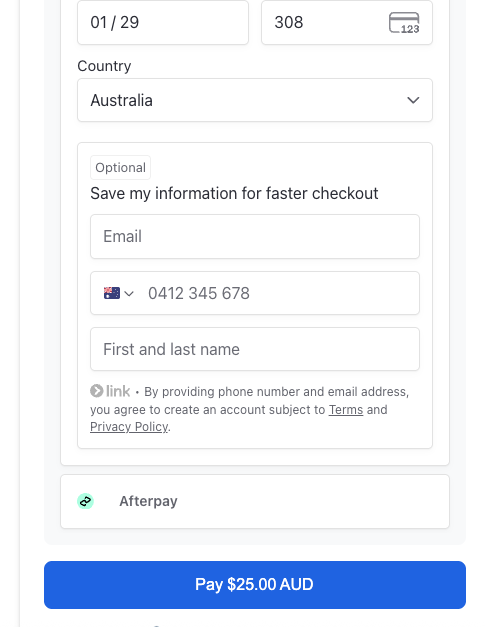 01 / 29
308
123
Country
Australia
Optional
Save my information for faster checkout
Email
0412 345 678
First and last name
link • By providing phone number and email address,
you agree to create an account subject to Terms and
Privacy Policy.
Afterpay
Pay $25.00 AUD